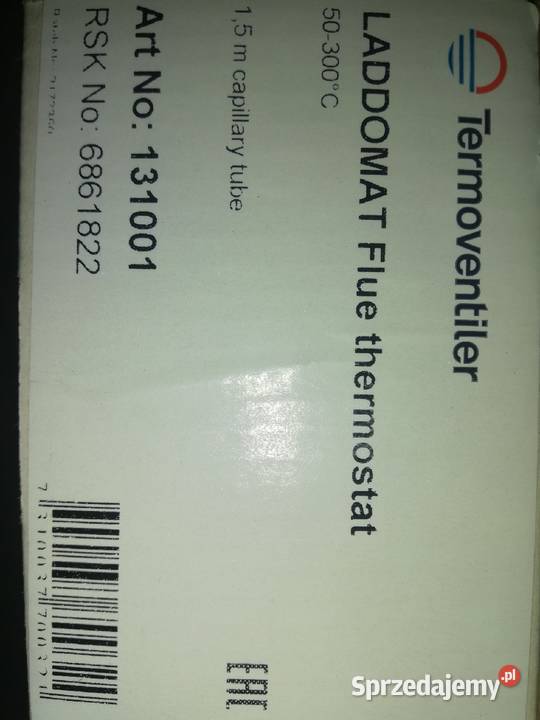 Termoventiler
LADDOMAT Flue thermostat
50-300°C
1,5 m capillary tube
EAC
Art No: 131001
RSK No: 6861822
Sprzedajemy.pl